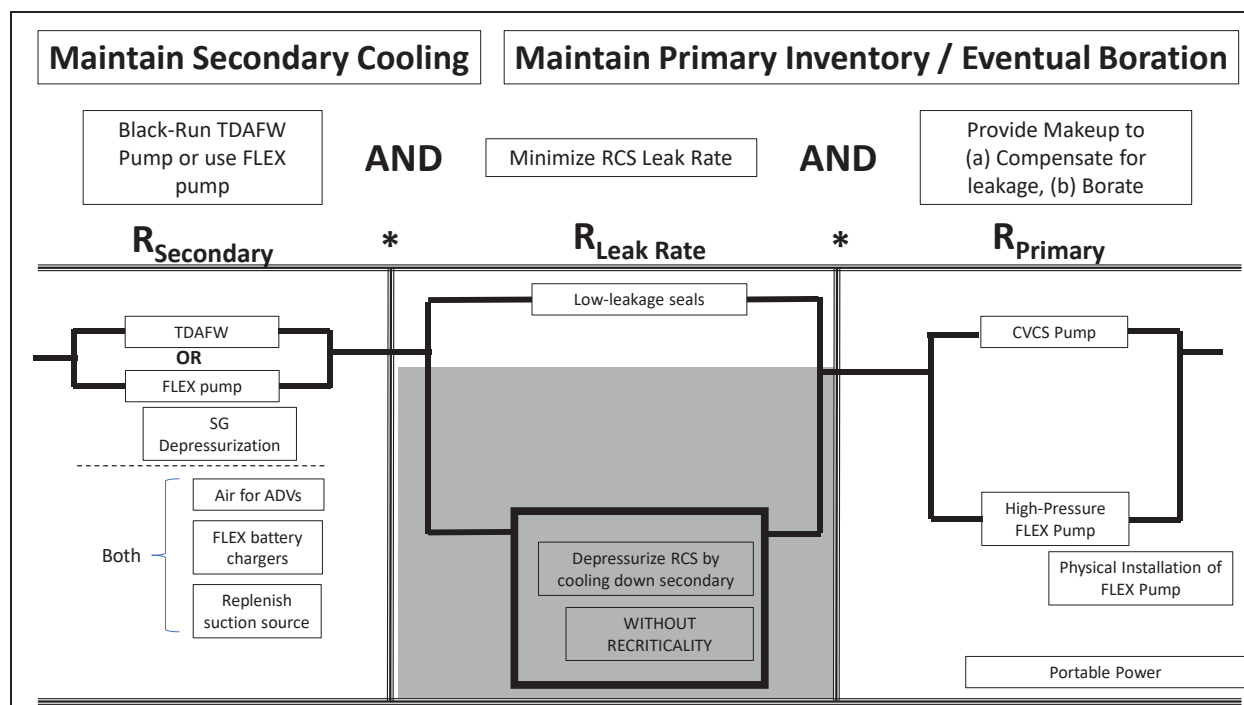 Maintain Secondary Cooling
Maintain Primary Inventory / Eventual Boration
Black-Run TDAFW
Pump or use FLEX
pump
AND
Minimize RCS Leak Rate
AND
Provide Makeup to
(a) Compensate for
leakage, (b) Borate
R Secondary
*
R Leak Rate
*
R Primary
TDAFW
OR
FLEX pump
SG
Depressurization
Both
Air for ADVs
FLEX battery
chargers
Replenish
suction source
Low-leakage seals
Depressurize RCS by
cooling down secondary
WITHOUT
RECRITICALITY
CVCS Pump
High-Pressure
FLEX Pump
Physical Installation of
FLEX Pump
Portable Power